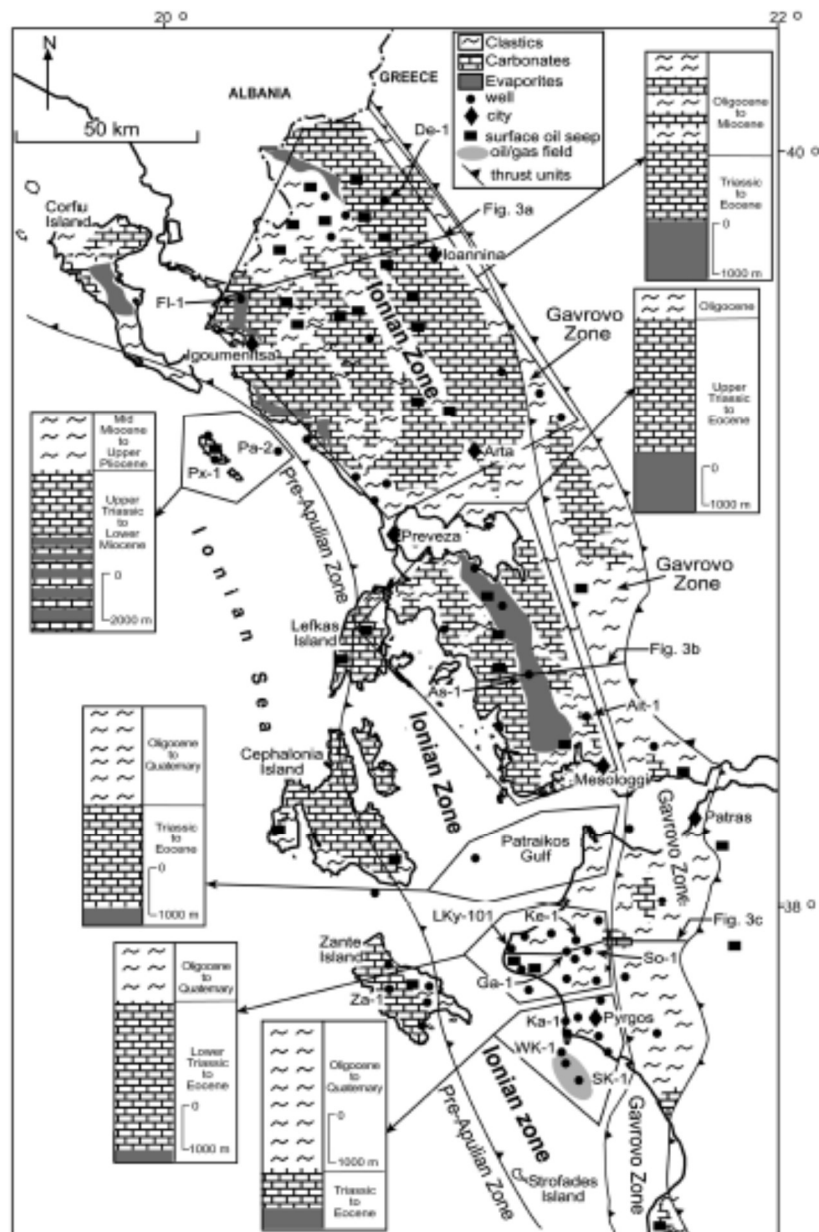 20 o
22 o
N
50 km
ALBANIA
GREECE
Clastics
Carbonates
Evaporites
well
city
surface oil seep
oil/gas field
thrust units
Oligocene
to
Miocene
Triassic
to
Eocene
0
1000 m
40 o
De-1
Fig. 3a
Corfu
Island
Ioannina
Fl-1
Ionian Zone
Gavrovo
Zone
Igoumenitsa
Oligocene
Upper
Triassic to
Eocene
0
1000 m
Mid
Miocene
to
Upper
Pliocene
Upper
Triassic
to
Lower
Miocene
0
2000 m
Pa-2
Px-1
Arta
Pre-Apulian Zone
Ionian Sea
Preveza
Gavrovo
Zone
Lefkas
Island
Fig. 3b
As-1
Ait-1
Ionian Zone
Oligocene
to
Quaternary
Triassic
to
Eocene
0
1000 m
Cephalonia
Island
Mesologgi
Gavrovo Zone
Patras
Patraikos
Gulf
38 o
LKy-101
Ke-1
Fig. 3c
Zante
Island
So-1
Ga-1
Za-1
Ka-1
Pyrgos
WK-1
SK-1
Oligocene
to
Quaternary
Lower
Triassic
to
Eocene
0
1000 m
Oligocene
to
Quaternary
0
1000 m
Triassic
to
Eocene
Ionian zone
Pre-Apulian Zone
Gavrovo Zone
Strofades
Island